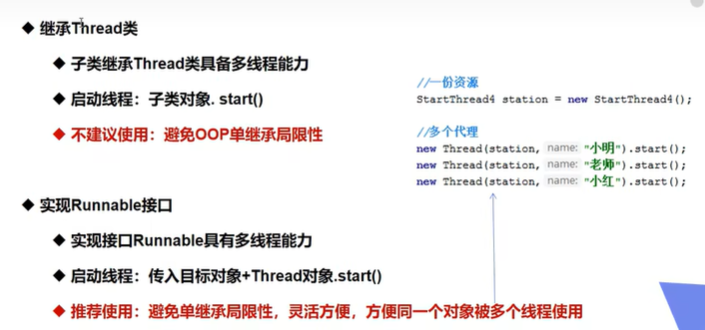 继承Thread类
子类继承Thread类具备多线程能力
启动线程：子类对象. start()
不建议使用：避免OOP单继承局限性
实现Runnable接口
实现接口Runnable具有多线程能力
启动线程：传入目标对象+Thread对象.start()
推荐使用：避免单继承局限性，灵活方便，方便同一个对象被多个线程使用
//一份资源
StartThread4 station = new StartThread4();
//多个代理
new Thread(station, name: "小明").start();
new Thread(station, name: "老师").start();
new Thread(station, name: "小红").start();